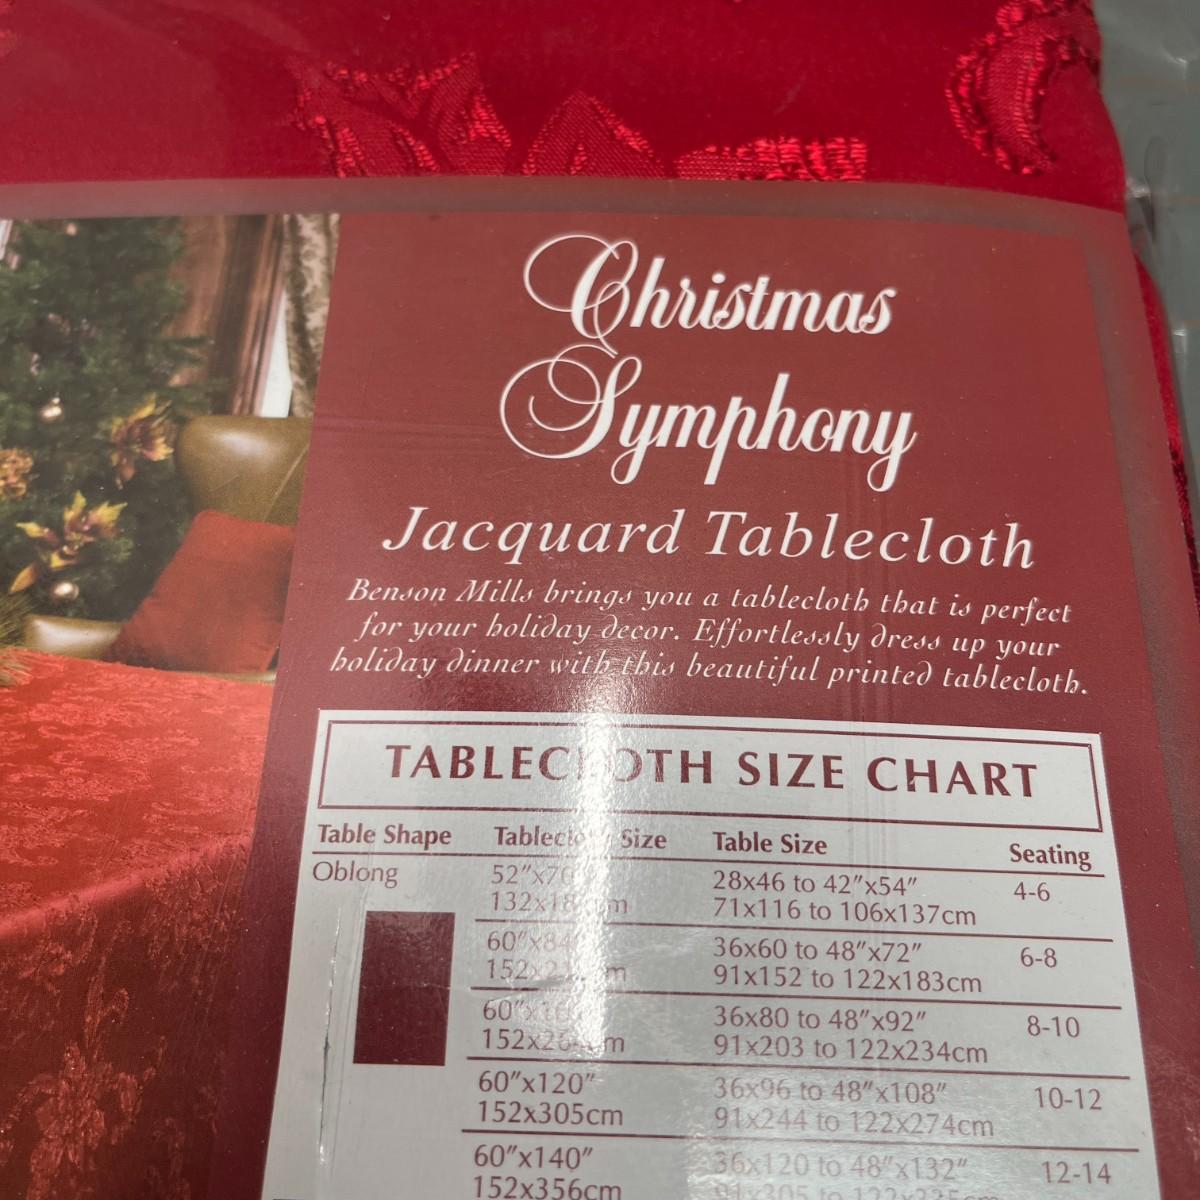 Christmas
Symphony
Jacquard Tablecloth
Benson Mills brings you a tablecloth that is perfect
for your holiday decor. Effortlessly dress up your
holiday dinner with this beautiful printed tablecloth.
TABLECLOTH SIZE CHART
Table Shape Tablecloth Size Table Size Seating
Oblong 28x46 to 42"x54" 4-6
71x116 to 106x137cm
36x60 to 48"x72" 6-8
91x152 to 122x183cm
36x80 to 48"x92" 8-10
91x203 to 122x234cm
60"x120" 36x96 to 48"x108" 10-12
152x305cm 91x244 to 122x274cm
60"x140" 36x120 to 48"x132" 12-14
152x356cm